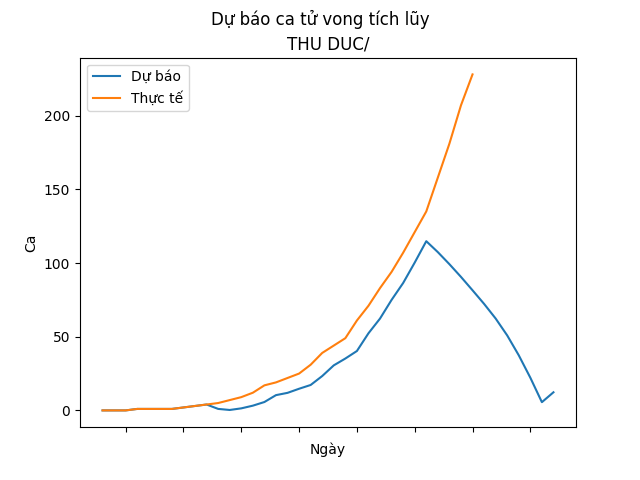 Dự báo ca tử vong tích lũy
THU DUC/
Dự báo
Thực tế
200
150
100
50
0
Ca
Ngày